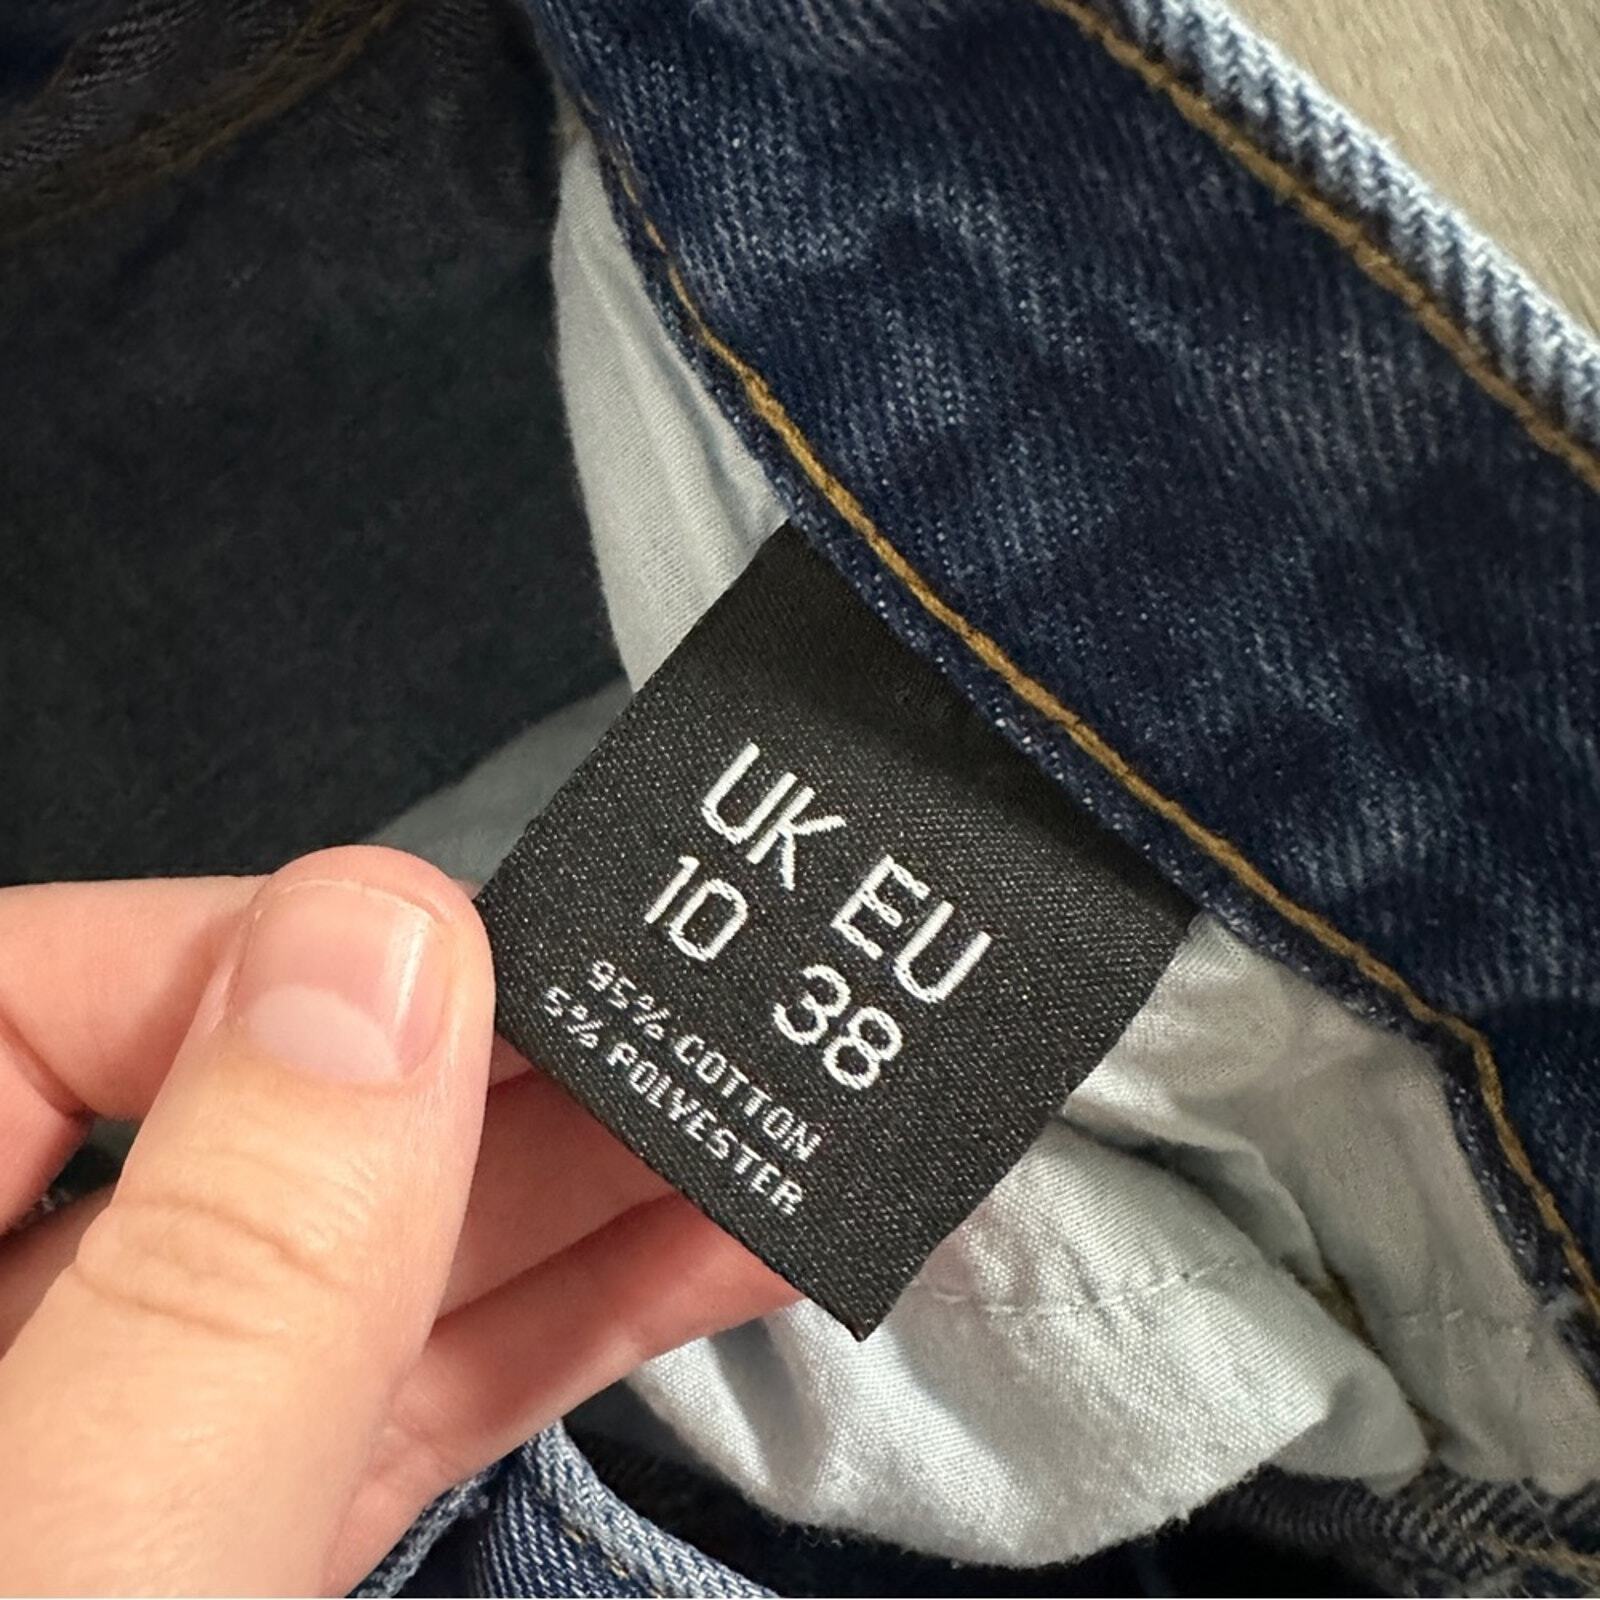 UK EU
10 38
95% COTTON
5% POLYESTER